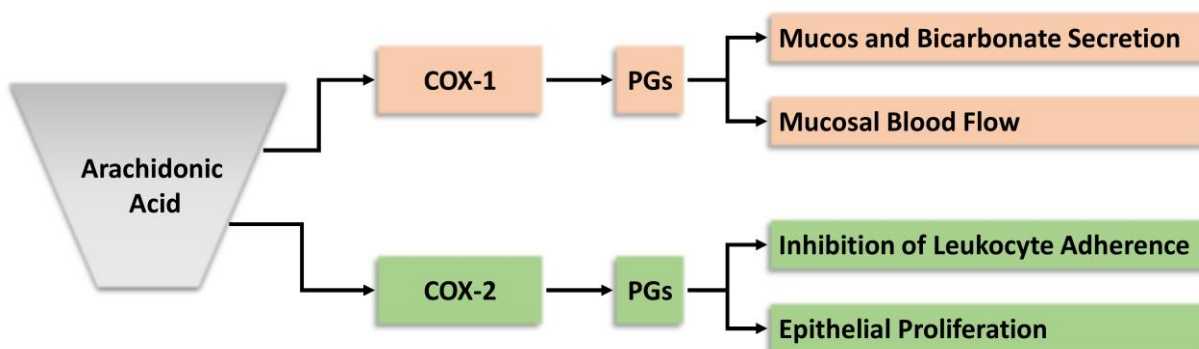 Arachidonic
Acid
COX-1
PGs
Mucos and Bicarbonate Secretion
Mucosal Blood Flow
COX-2
PGs
Inhibition of Leukocyte Adherence
Epithelial Proliferation